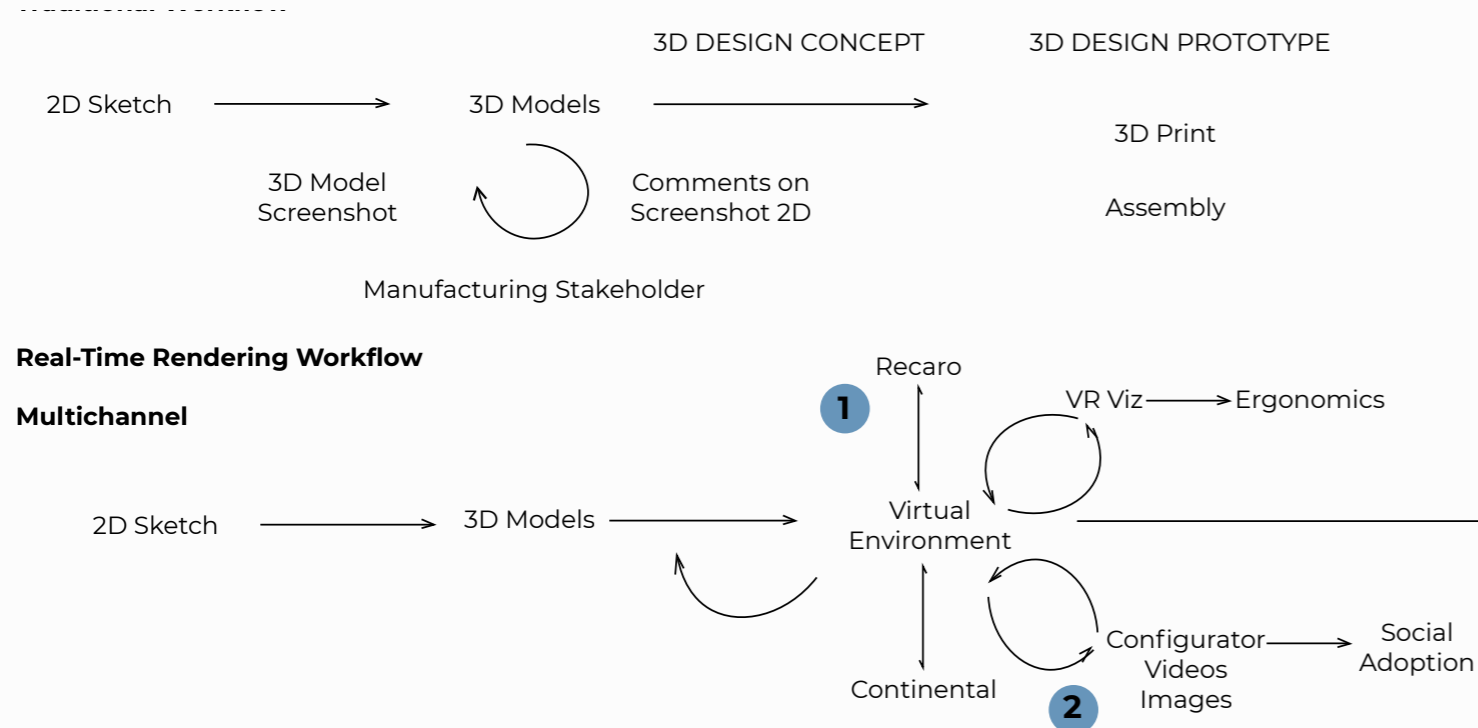 3D DESIGN CONCEPT
3D DESIGN PROTOTYPE
2D Sketch
3D Models
3D Print
3D Model
Screenshot
Comments on
Screenshot 2D
Assembly
Manufacturing Stakeholder
Real-Time Rendering Workflow
Multichannel
1
Recaro
VR Viz
Ergonomics
2D Sketch
3D Models
Virtual
Environment
Continental
2
Configurator
Videos
Images
Social
Adoption